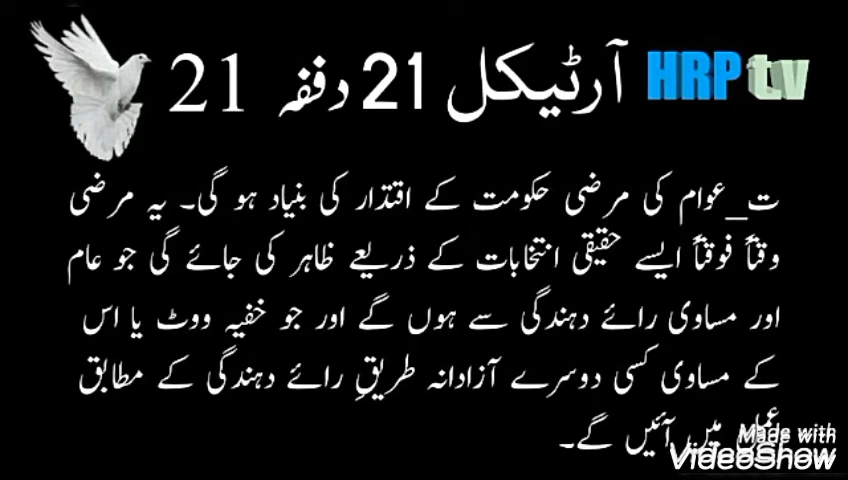 آرٹیکل 21 دفعہ 21 HRP tv
ت_عوام کی مرضی حکومت کے اقتدار کی بنیاد ہو گی۔ یہ مرضی
وقتاً فوقتاً ایسے حقیقی انتخابات کے ذریعے ظاہر کی جائے گی جو عام
اور مساوی رائے دہندگی سے ہوں گے اور جو خفیہ ووٹ یا اس
کے مساوی کسی دوسرے آزادانہ طریقِ رائے دہندگی کے مطابق
عمل میں آئیں گے۔
Made with
VideoShow